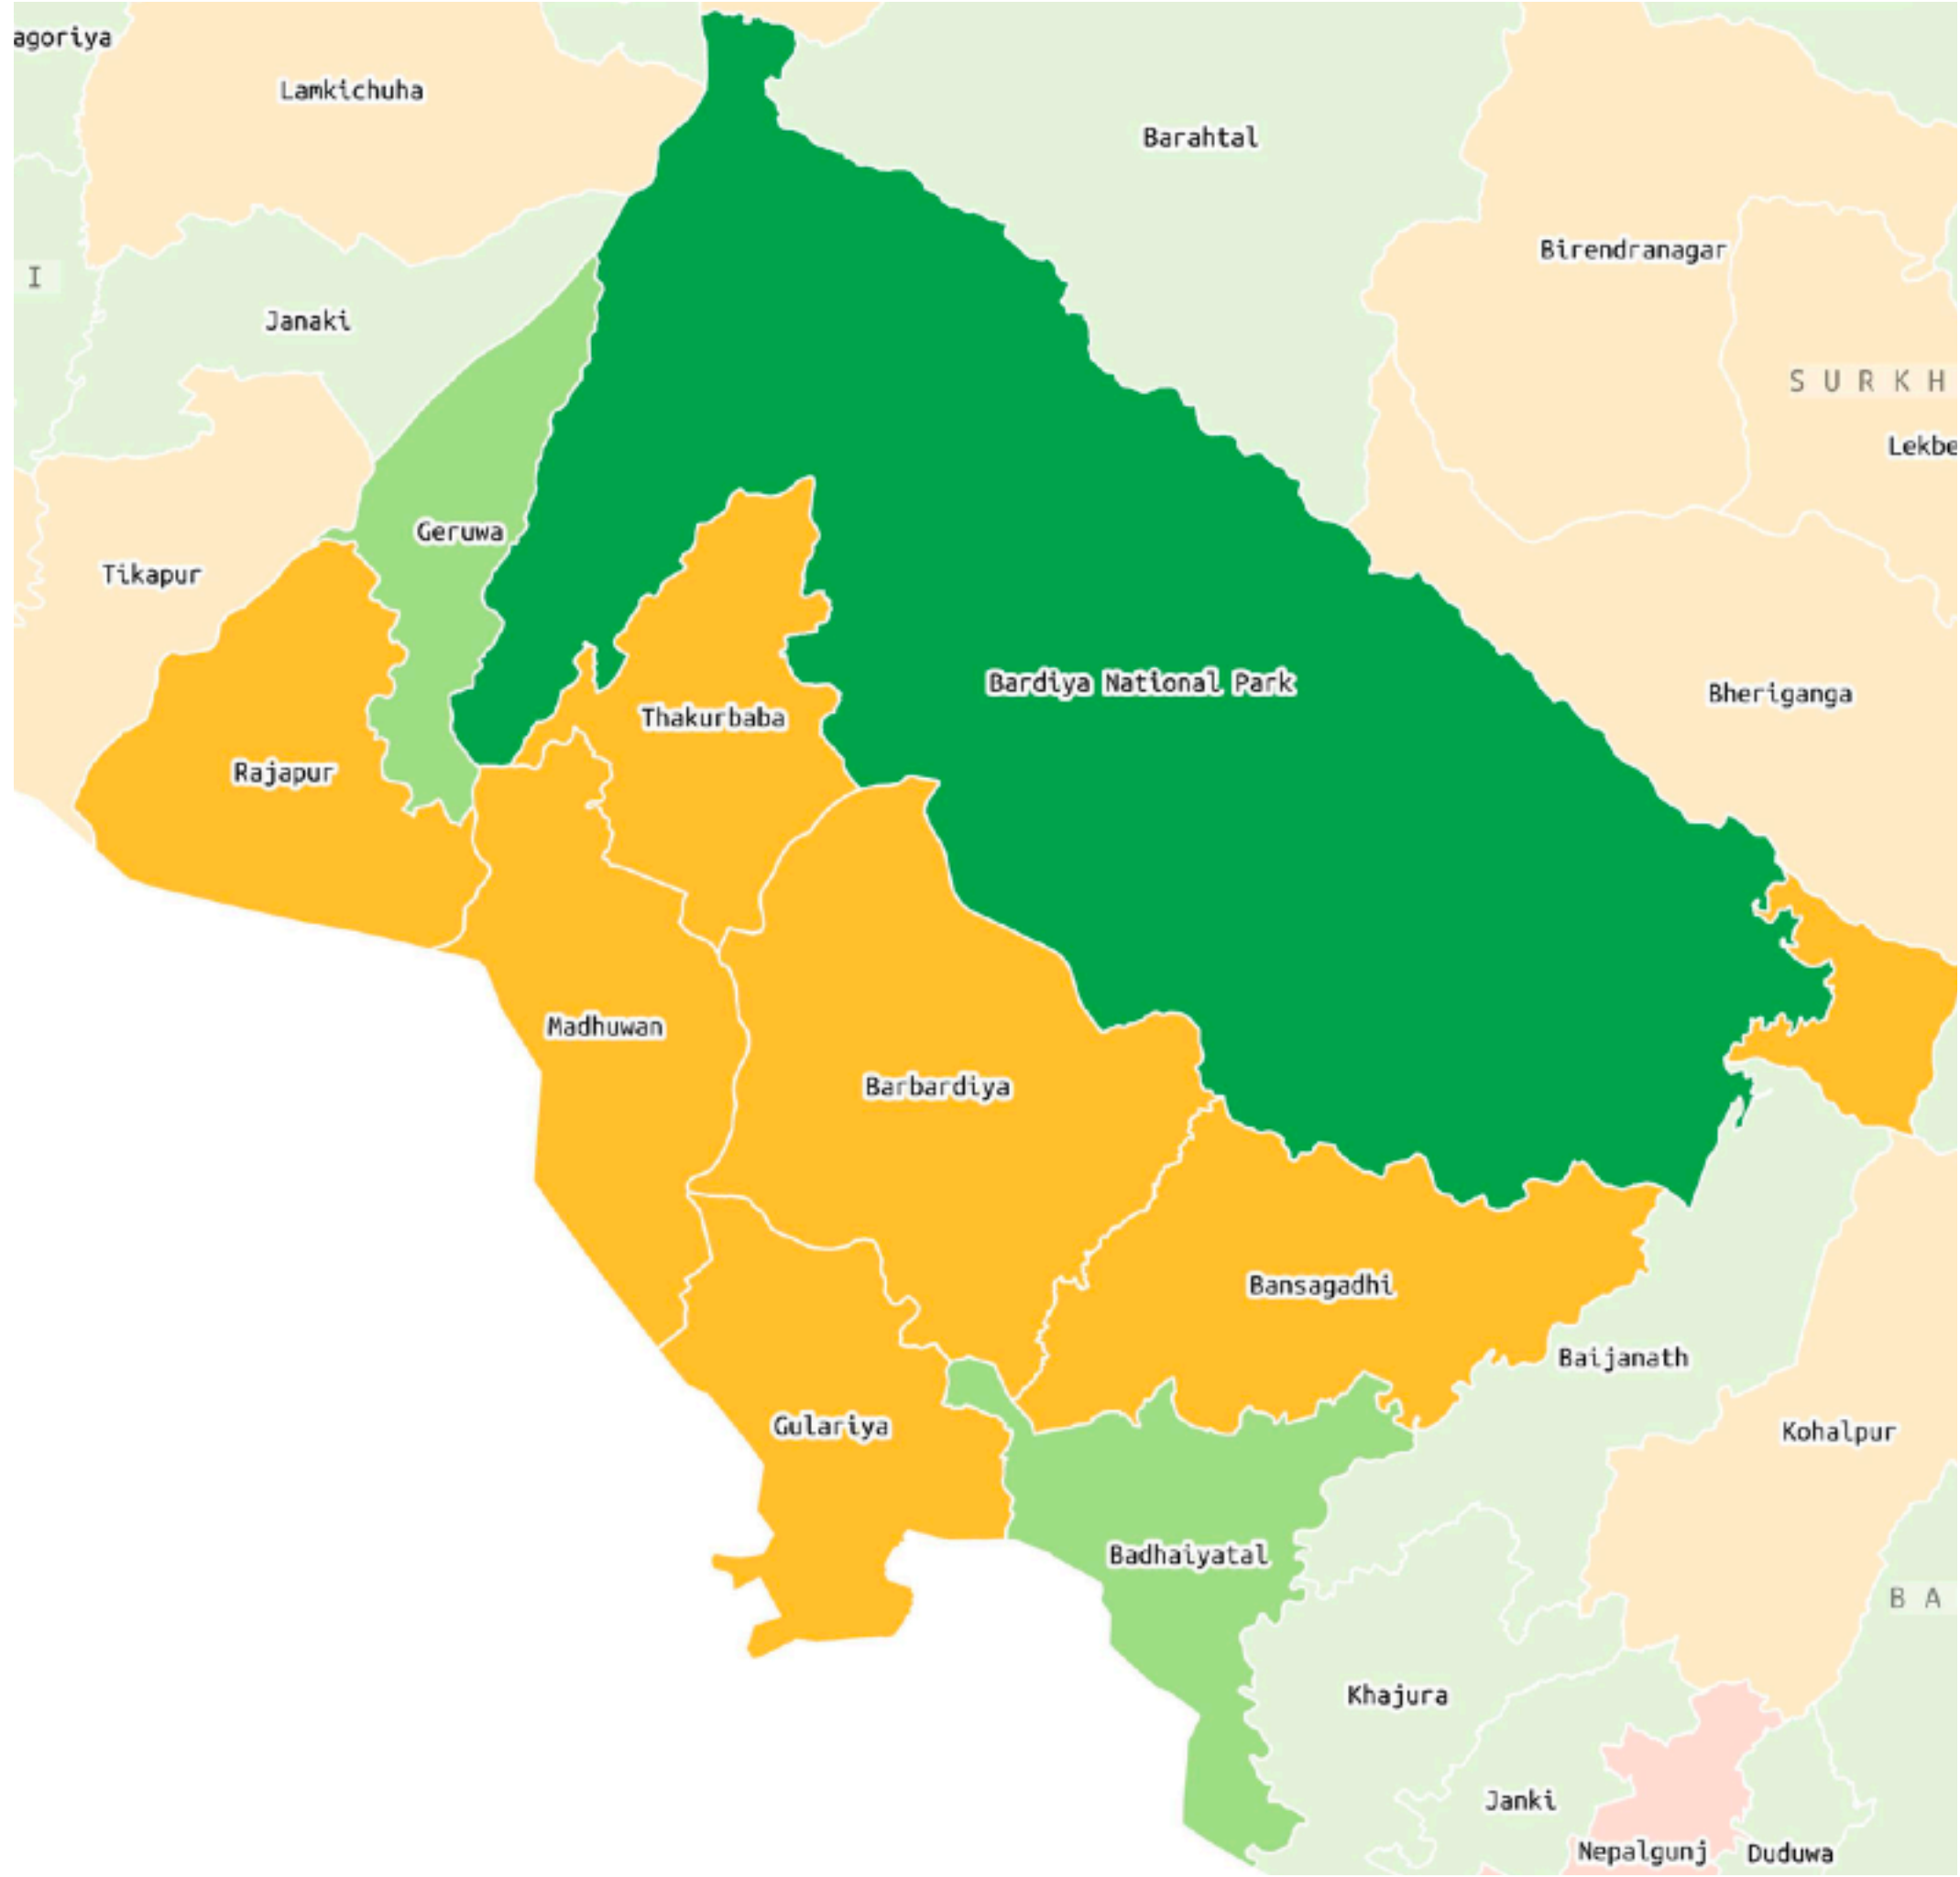 agoriya
Lamkichuha
Barahtal
Birendranagar
I
Janaki
S U R K H
Lekbe
Geruwa
Tikapur
Bardiya National Park
Bheriganga
Thakurbaba
Rajapur
Madhuwan
Barbardiya
Bansagadhi
Baijanath
Gulariya
Kohalpur
Badhaiyatal
B A
Khajura
Janki
Nepalgunj
Duduwa